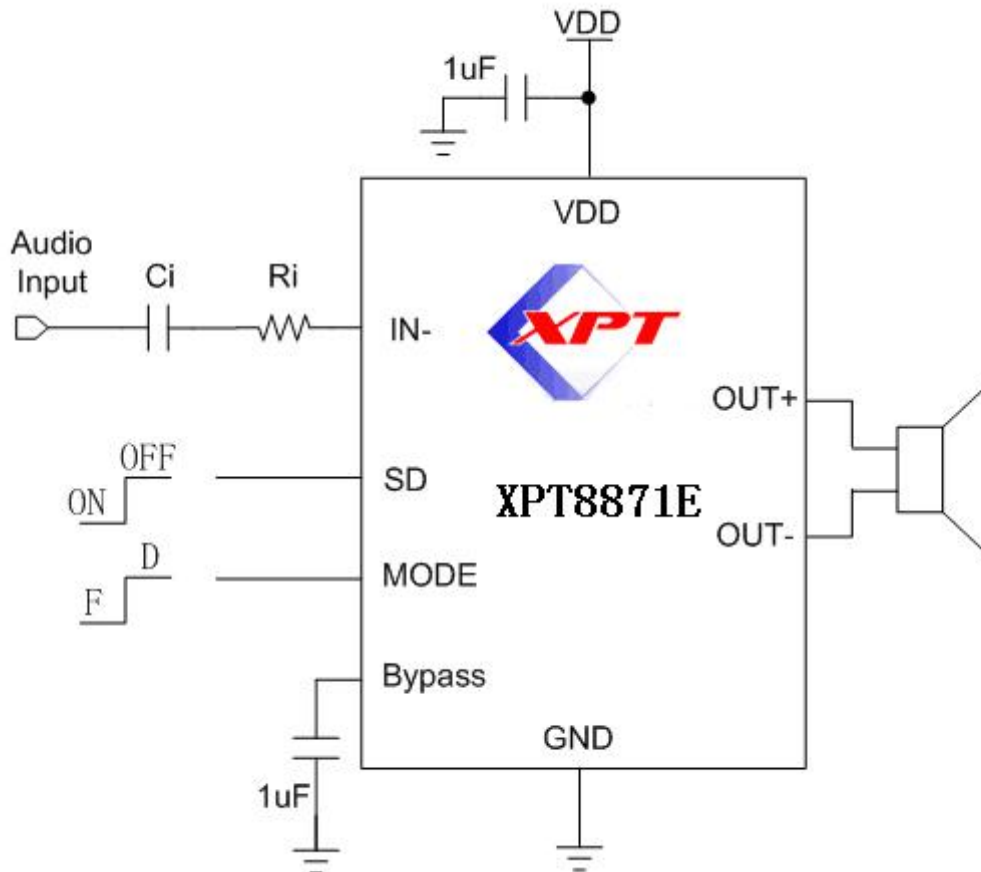 VDD
1uF
VDD
Audio
Input
Ci
Ri
IN-
XPT
OUT+
OFF
ON
SD
XPT8871E
OUT-
D
F
MODE
Bypass
GND
1uF